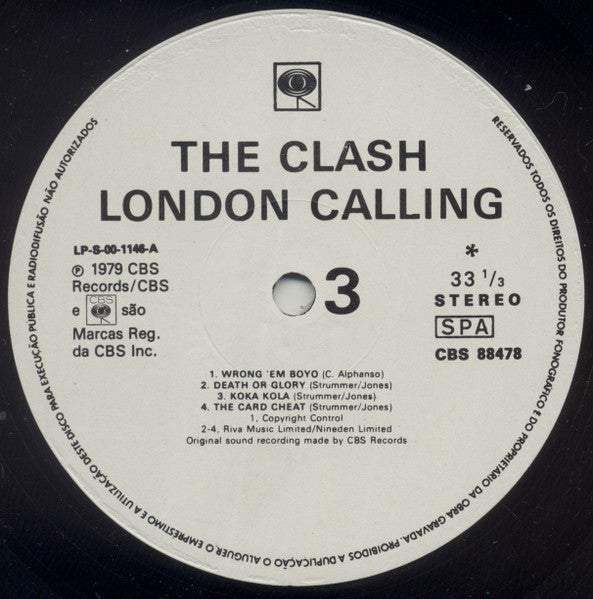 THE CLASH
LONDON CALLING
LP-S-00-1146-A
℗ 1979 CBS
Records/CBS
e CBS são
Marcas Reg.
da CBS Inc.
3
*
33 1/3
STEREO
SPA
CBS 88478
1. WRONG 'EM BOYO (C. Alphanso)
2. DEATH OR GLORY (Strummer/Jones)
3. KOKA KOLA (Strummer/Jones)
4. THE CARD CHEAT (Strummer/Jones)
1. Copyright Control
2-4. Riva Music Limited/Nineden Limited
Original sound recording made by CBS Records
RESERVADOS TODOS OS DIREITOS DO PRODUTOR FONOGRÁFICO E DO PROPRIETÁRIO DA OBRA GRAVADA. PROIBIDOS A DUPLICAÇÃO O ALUGUER, O EMPRÉSTIMO E A UTILIZAÇÃO DESTE DISCO PARA EXECUÇÃO PÚBLICA E RADIODIFUSÃO NÃO AUTORIZADOS